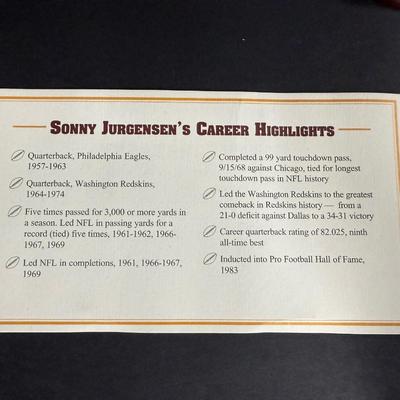 SONNY JURGENSEN'S CAREER HIGHLIGHTS
Quarterback, Philadelphia Eagles,
1957-1963
Quarterback, Washington Redskins,
1964-1974
Five times passed for 3,000 or more yards in
a season. Led NFL in passing yards for a
record (tied) five times, 1961-1962, 1966-
1967, 1969
Led NFL in completions, 1961, 1966-1967,
1969
Completed a 99 yard touchdown pass,
9/15/68 against Chicago, tied for longest
touchdown pass in NFL history
Led the Washington Redskins to the greatest
comeback in Redskins history — from a
21-0 deficit against Dallas to a 34-31 victory
Career quarterback rating of 82.025, ninth
all-time best
Inducted into Pro Football Hall of Fame,
1983